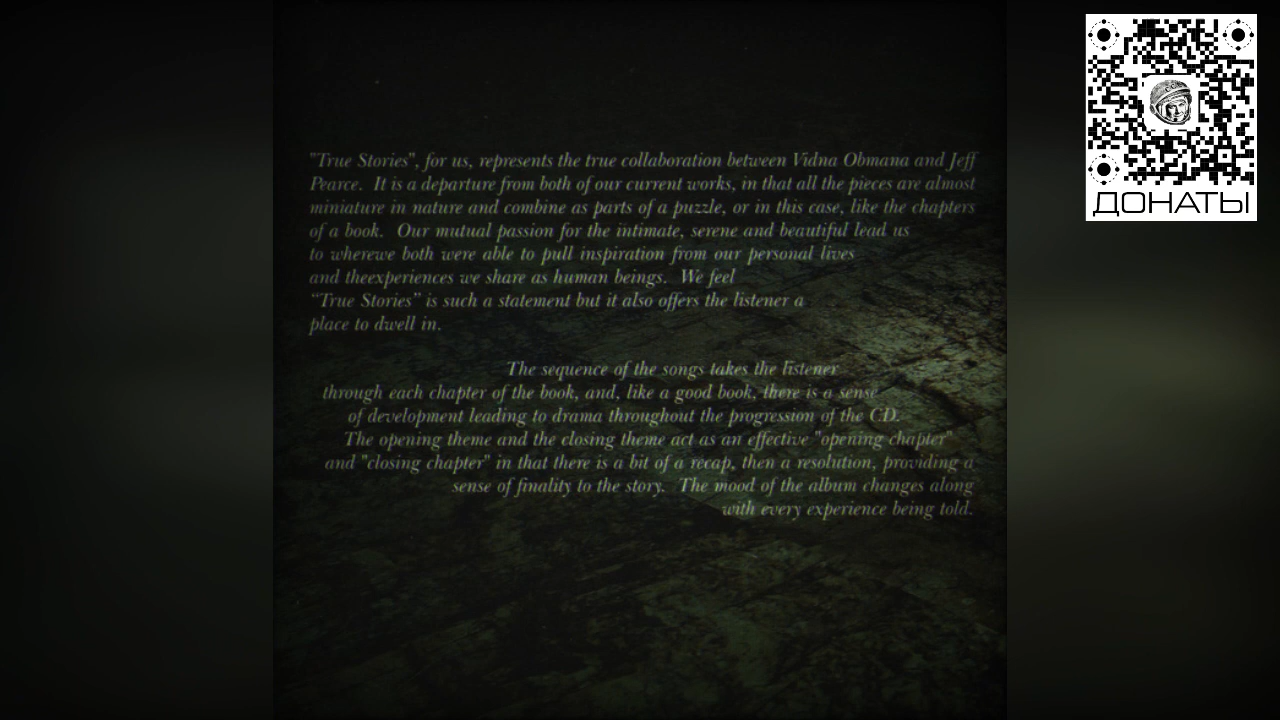 "True Stories", for us, represents the true collaboration between Vidna Obmana and Jeff
Pearce. It is a departure from both of our current works, in that all the pieces are almost
miniature in nature and combine as parts of a puzzle, or in this case, like the chapters
of a book. Our mutual passion for the intimate, serene and beautiful lead us
to wherewe both were able to pull inspiration from our personal lives
and theexperiences we share as human beings. We feel
“True Stories” is such a statement but it also offers the listener a
place to dwell in.
The sequence of the songs takes the listener
through each chapter of the book, and, like a good book, there is a sense
of development leading to drama throughout the progression of the CD.
The opening theme and the closing theme act as an effective "opening chapter"
and "closing chapter" in that there is a bit of a recap, then a resolution, providing a
sense of finality to the story. The mood of the album changes along
with every experience being told.
ДОНАТЫ